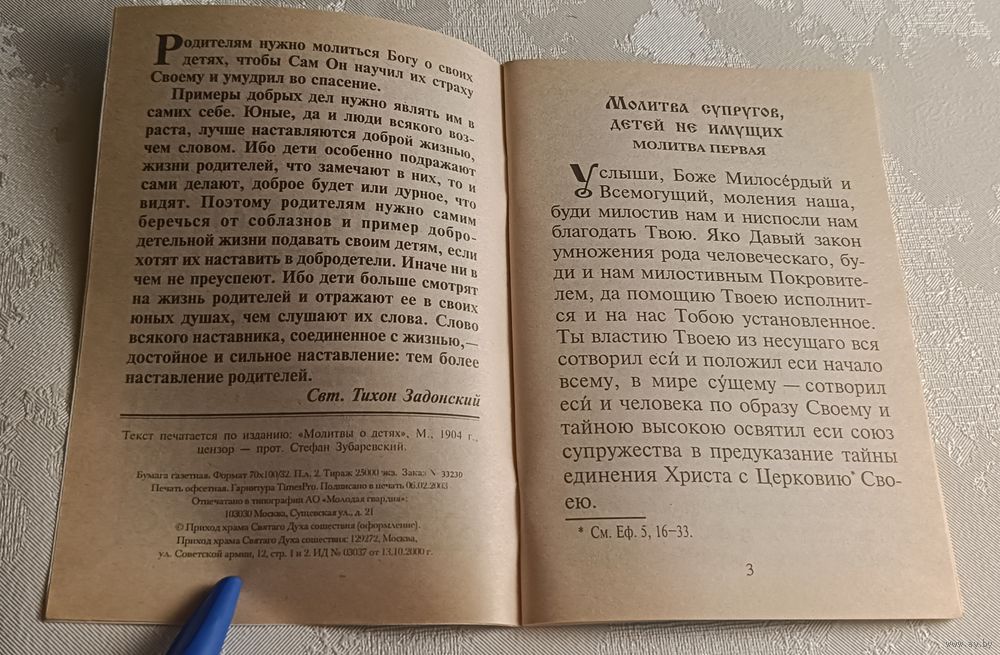 Родителям нужно молиться Богу о своих
детях, чтобы Сам Он научил их страху
Своему и умудрил во спасение.
Примеры добрых дел нужно являть им в
самих себе. Юные, да и люди всякого воз-
раста, лучше наставляются доброй жизнью,
чем словом. Ибо дети особенно подражают
жизни родителей, что замечают в них, то и
сами делают, доброе будет или дурное, что
видят. Поэтому родителям нужно самим
беречься от соблазнов и пример добро-
детельной жизни подавать своим детям, если
хотят их наставить в добродетели. Иначе ни в
чем не преуспеют. Ибо дети больше смотрят
на жизнь родителей и отражают ее в своих
юных душах, чем слушают их слова. Слово
всякого наставника, соединенное с жизнью,—
достойное и сильное наставление: тем более
наставление родителей.
Свт. Тихон Задонский
Текст печатается по изданию: «Молитвы о детях», М., 1904 г.,
цензор — прот. Стефан Зубаревский.
Бумага газетная. Формат 70х100/32. П.л. 2. Тираж 25000 экз. Заказ № 33230
Печать офсетная. Гарнитура TimesPro. Подписано в печать 06.02.2003
Отпечатано в типографии АО «Молодая гвардия»:
103030 Москва, Сущевская ул., д. 21
© Приход храма Святаго Духа сошествия (оформление).
Приход храма Святаго Духа сошествия: 129272, Москва,
ул. Советской армии, 12, стр. 1 и 2. ИД № 03037 от 13.10.2000 г.
Молитва супругов,
детей не имущих
МОЛИТВА ПЕРВАЯ
Услыши, Боже Милосе́рдый и
Всемогущий, моления наша,
буди милостив нам и ниспосли нам
благодать Твою. Яко Давый закон
умножения рода человеческаго, бу-
ди и нам милостивным Покровите-
лем, да помощию Твоею исполнит-
ся и на нас Тобою установленное.
Ты властию Твоею из несущаго вся
сотворил еси́ и положил еси начало
всему, в мире су́щему — сотворил
еси́ и человека по образу Своему и
тайною высокою освятил еси союз
супружества в предуказание тайны
единения Христа с Церковию* Сво-
ею.
* См. Еф. 5, 16–33.
3
www.ay.by